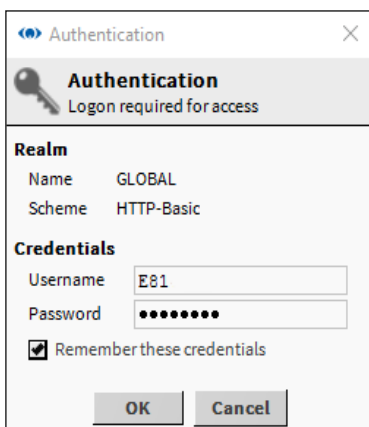 Authentication
Authentication
Logon required for access
Realm
Name GLOBAL
Scheme HTTP-Basic
Credentials
Username E81
Password ••••••••
Remember these credentials
OK Cancel